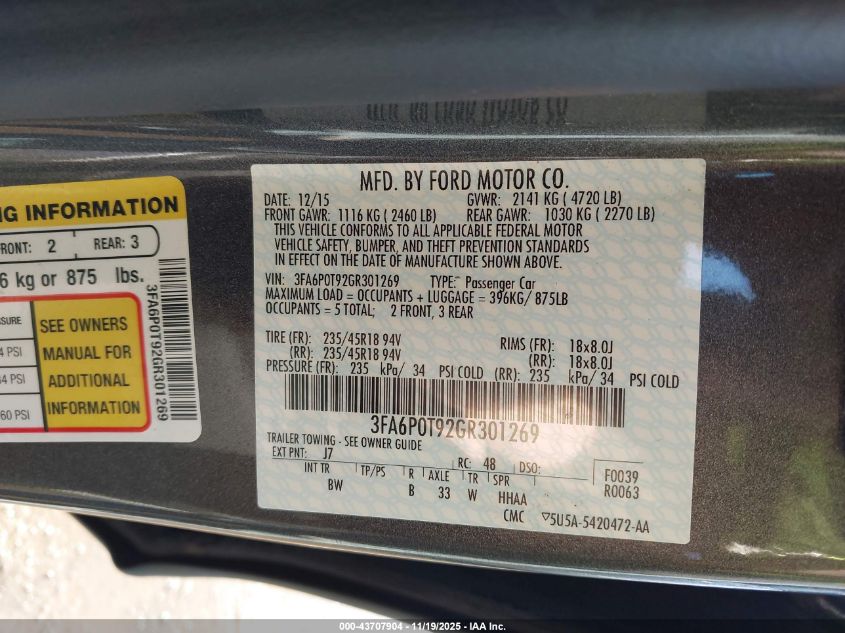 NG INFORMATION
FRONT: 2 REAR: 3
6 kg or 875 lbs.
SSURE
4 PSI
34 PSI
60 PSI
SEE OWNERS
MANUAL FOR
ADDITIONAL
INFORMATION
3FA6P0T92GR301269
MFD. BY FORD MOTOR CO.
DATE: 12/15 GVWR: 2141 KG ( 4720 LB)
FRONT GAWR: 1116 KG ( 2460 LB) REAR GAWR: 1030 KG ( 2270 LB)
THIS VEHICLE CONFORMS TO ALL APPLICABLE FEDERAL MOTOR
VEHICLE SAFETY, BUMPER, AND THEFT PREVENTION STANDARDS
IN EFFECT ON THE DATE OF MANUFACTURE SHOWN ABOVE.
VIN: 3FA6P0T92GR301269 TYPE: Passenger Car
MAXIMUM LOAD = OCCUPANTS + LUGGAGE = 396KG/ 875LB
OCCUPANTS = 5 TOTAL; 2 FRONT, 3 REAR
TIRE (FR): 235/45R18 94V RIMS (FR): 18x8.0J
(RR): 235/45R18 94V (RR): 18x8.0J
PRESSURE (FR): 235 kPa/ 34 PSI COLD (RR): 235 kPa/ 34 PSI COLD
3FA6P0T92GR301269
TRAILER TOWING - SEE OWNER GUIDE
EXT PNT: J7 RC: 48 DSO: F0039
INT TR TP/PS R AXLE TR SPR R0063
BW B 33 W HHAA
CMC ▽5U5A-5420472-AA
000-43707904 - 11/19/2025 - IAA Inc.